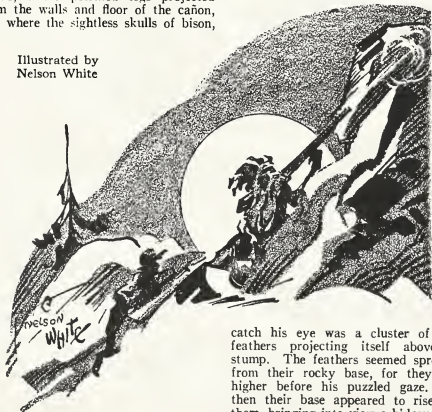 m the walls and floor of the cañon,
where the sightless skulls of bison,
Illustrated by
Nelson White
NELSON
WHITE
catch his eye was a cluster of
feathers projecting itself above
stump. The feathers seemed
from their rocky base, for they
higher before his puzzled gaze.
then their base appeared to rise